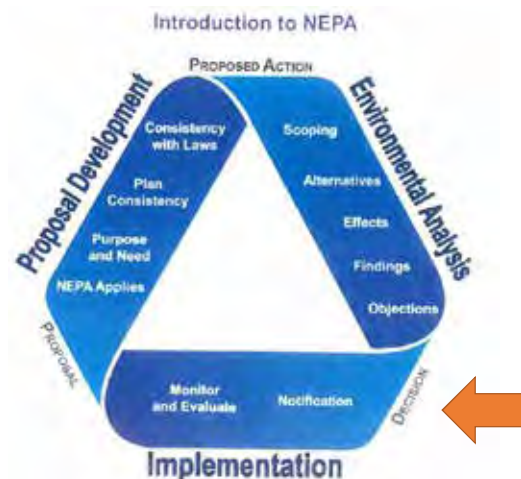 Introduction to NEPA
PROPOSED ACTION
Proposal Development
Consistency
with Laws
Plan
Consistency
Purpose
and Need
NEPA Applies
PROPOSAL
Environmental Analysis
Scoping
Alternatives
Effects
Findings
Objections
DECISION
Monitor
and Evaluate
Notification
Implementation